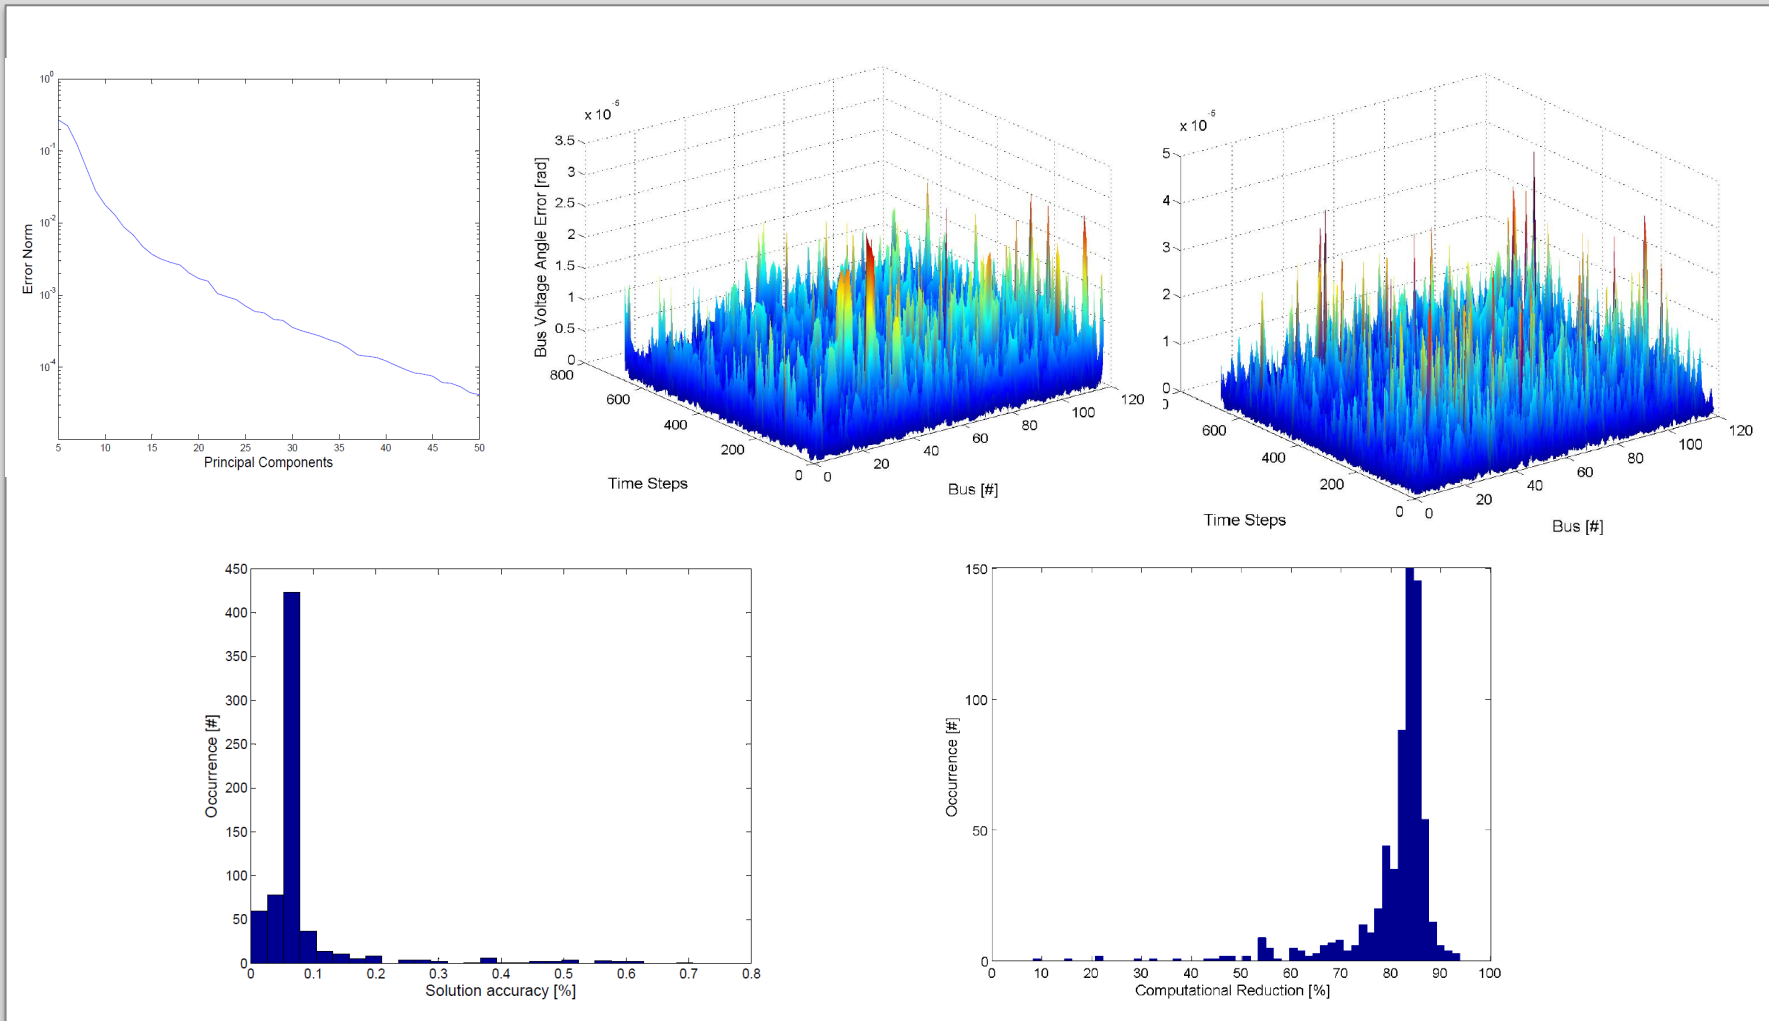 10^0
10^-1
10^-2
10^-3
10^-4
Error Norm
5 10 15 20 25 30 35 40 45 50
Principal Components
x 10^-5
3.5
3
2.5
2
1.5
1
0.5
0
Bus Voltage Angle Error [rad]
800 600 400 200 0
Time Steps
0 20 40 60 80 100 120
Bus [#]
x 10^-5
5
4
3
2
1
0
600 400 200 0
Time Steps
0 20 40 60 80 100 120
Bus [#]
450
400
350
300
250
200
150
100
50
0
Occurrence [#]
0 0.1 0.2 0.3 0.4 0.5 0.6 0.7 0.8
Solution accuracy [%]
150
100
50
0
Occurrence [#]
0 10 20 30 40 50 60 70 80 90 100
Computational Reduction [%]